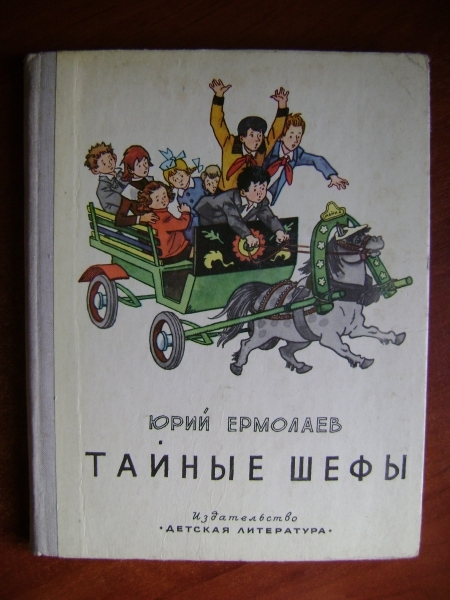 ЮРИЙ ЕРМОЛАЕВ
ТАЙНЫЕ ШЕФЫ
Издательство
"ДЕТСКАЯ ЛИТЕРАТУРА"